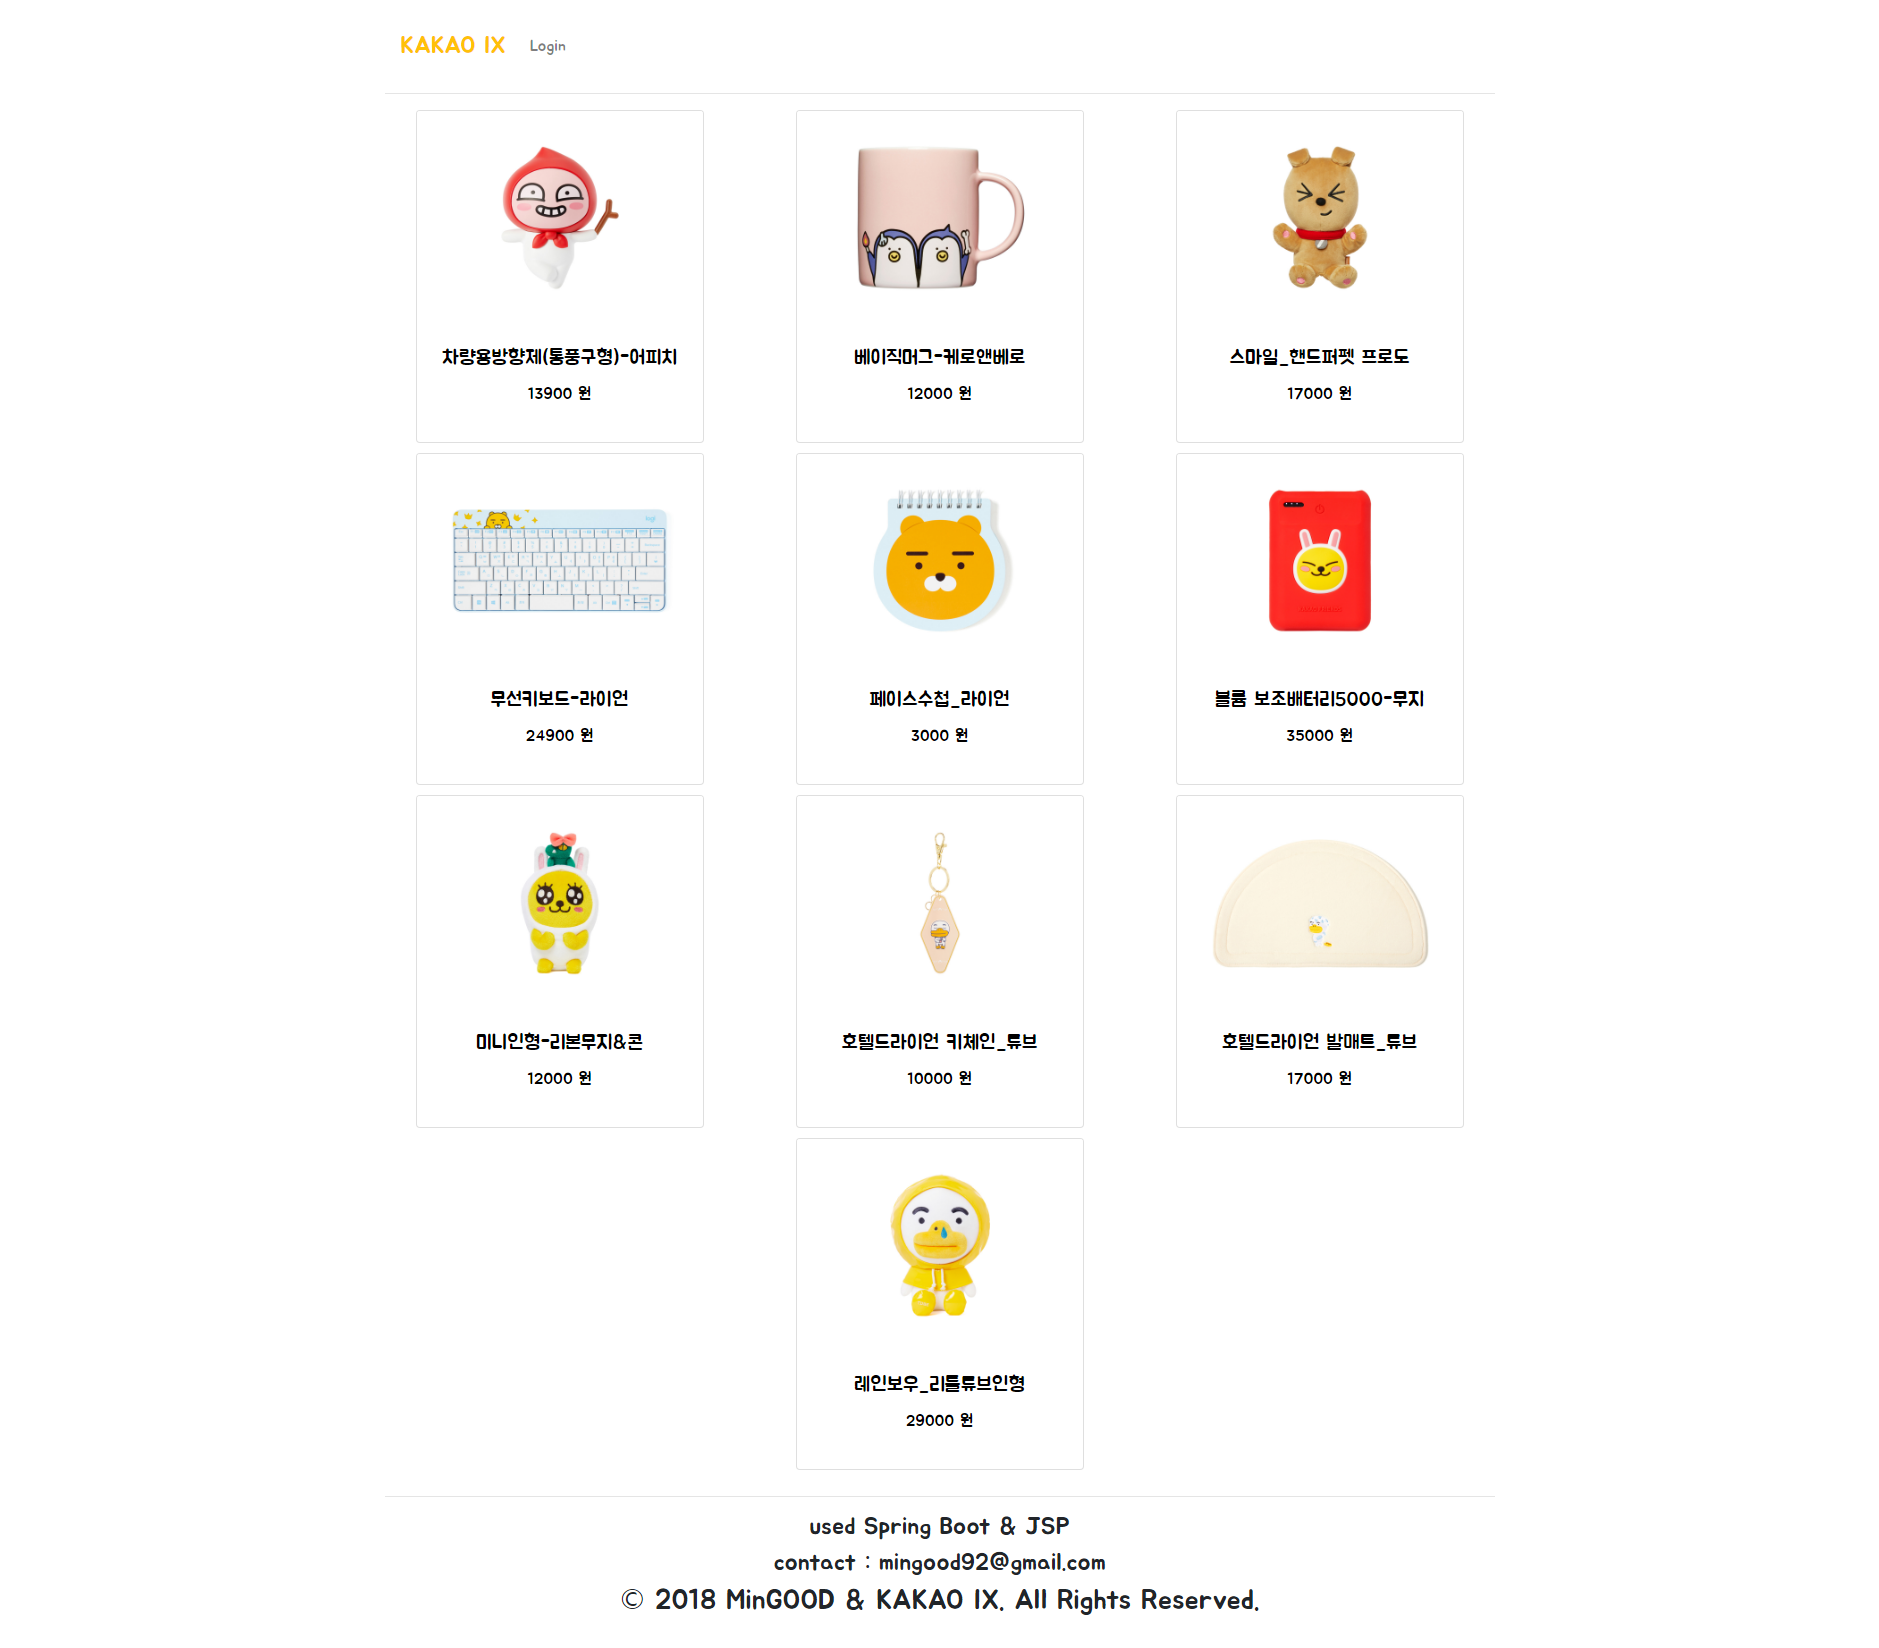 KAKAO IX Login
차량용방향제(통풍구형)-어피치
13900 원
베이직머그-케로앤베로
12000 원
스마일_핸드퍼펫 프로도
17000 원
무선키보드-라이언
24900 원
페이스수첩_라이언
3000 원
볼륨 보조배터리5000-무지
35000 원
미니인형-리본무지&콘
12000 원
호텔드라이언 키체인_튜브
10000 원
호텔드라이언 발매트_튜브
17000 원
레인보우_리틀튜브인형
29000 원
used Spring Boot & JSP
contact : mingood92@gmail.com
© 2018 MinGOOD & KAKAO IX. All Rights Reserved.